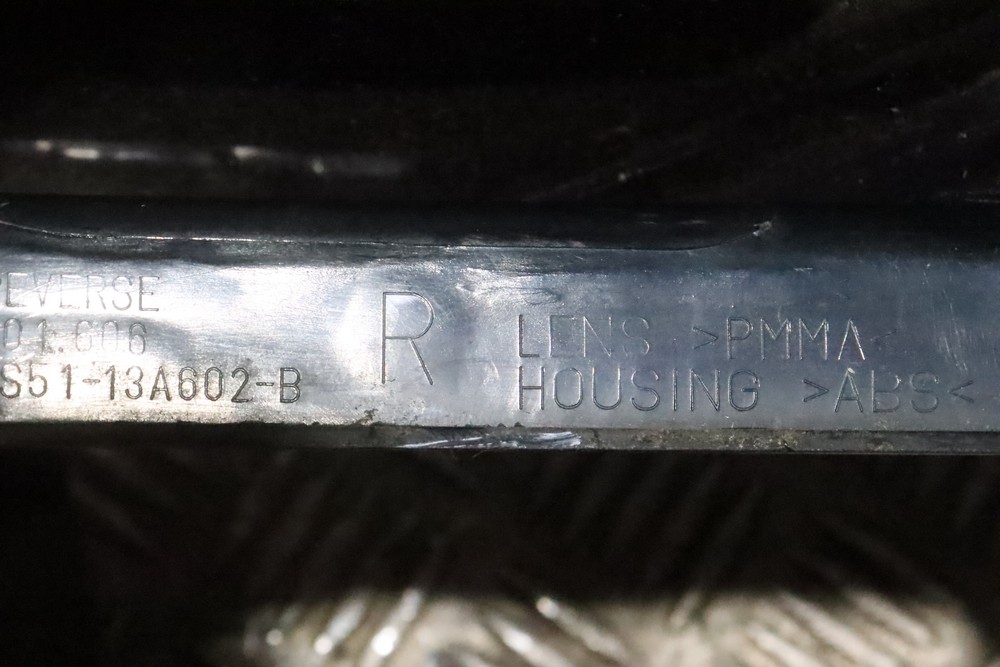 EVERSE
01.606
S51-13A602-B
R
LENS >PMMA<
HOUSING >ABS<